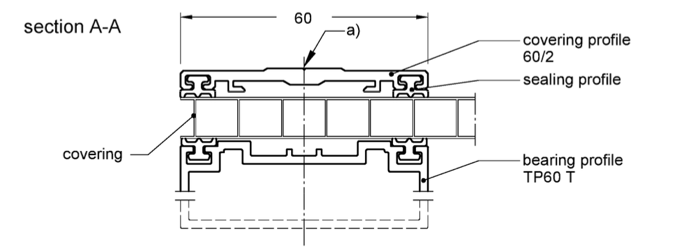 section A-A
60
a)
covering profile
60/2
sealing profile
covering
bearing profile
TP60 T